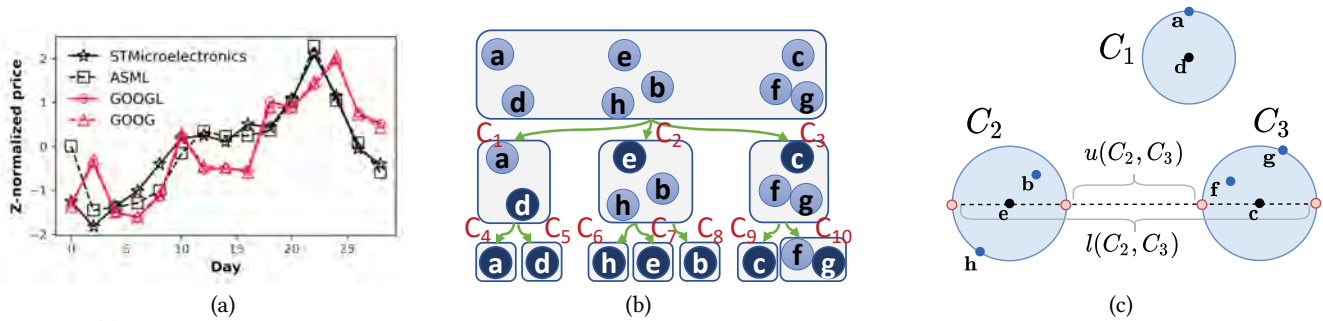 2
1
0
−1
−2
Z-normalized price
STMicroelectronics
ASML
GOOGL
GOOG
0 5 10 15 20 25
Day
(a)
a e c
d h b f g
C1 C2 C3
a e c
d h b f g
C4 C5 C6 C7 C8 C9 C10
a d h e b c f g
(b)
a
C1
d
C2 C3
g
u(C2, C3)
b f
e c
l(C2, C3)
h
(c)